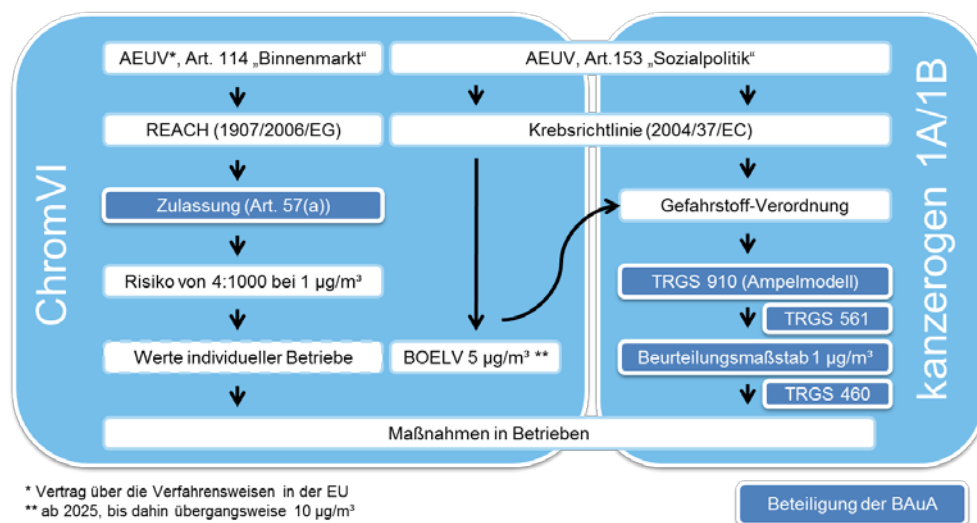 ChromVI
AEUV*, Art. 114 „Binnenmarkt“
AEUV, Art.153 „Sozialpolitik“
REACH (1907/2006/EG)
Krebsrichtlinie (2004/37/EC)
Zulassung (Art. 57(a))
Gefahrstoff-Verordnung
Risiko von 4:1000 bei 1 µg/m³
TRGS 910 (Ampelmodell)
TRGS 561
Werte individueller Betriebe
BOELV 5 µg/m³ **
Beurteilungsmaßstab 1 µg/m³
TRGS 460
Maßnahmen in Betrieben
kanzerogen 1A/1B
* Vertrag über die Verfahrensweisen in der EU
** ab 2025, bis dahin übergangsweise 10 µg/m³
Beteiligung der BAuA